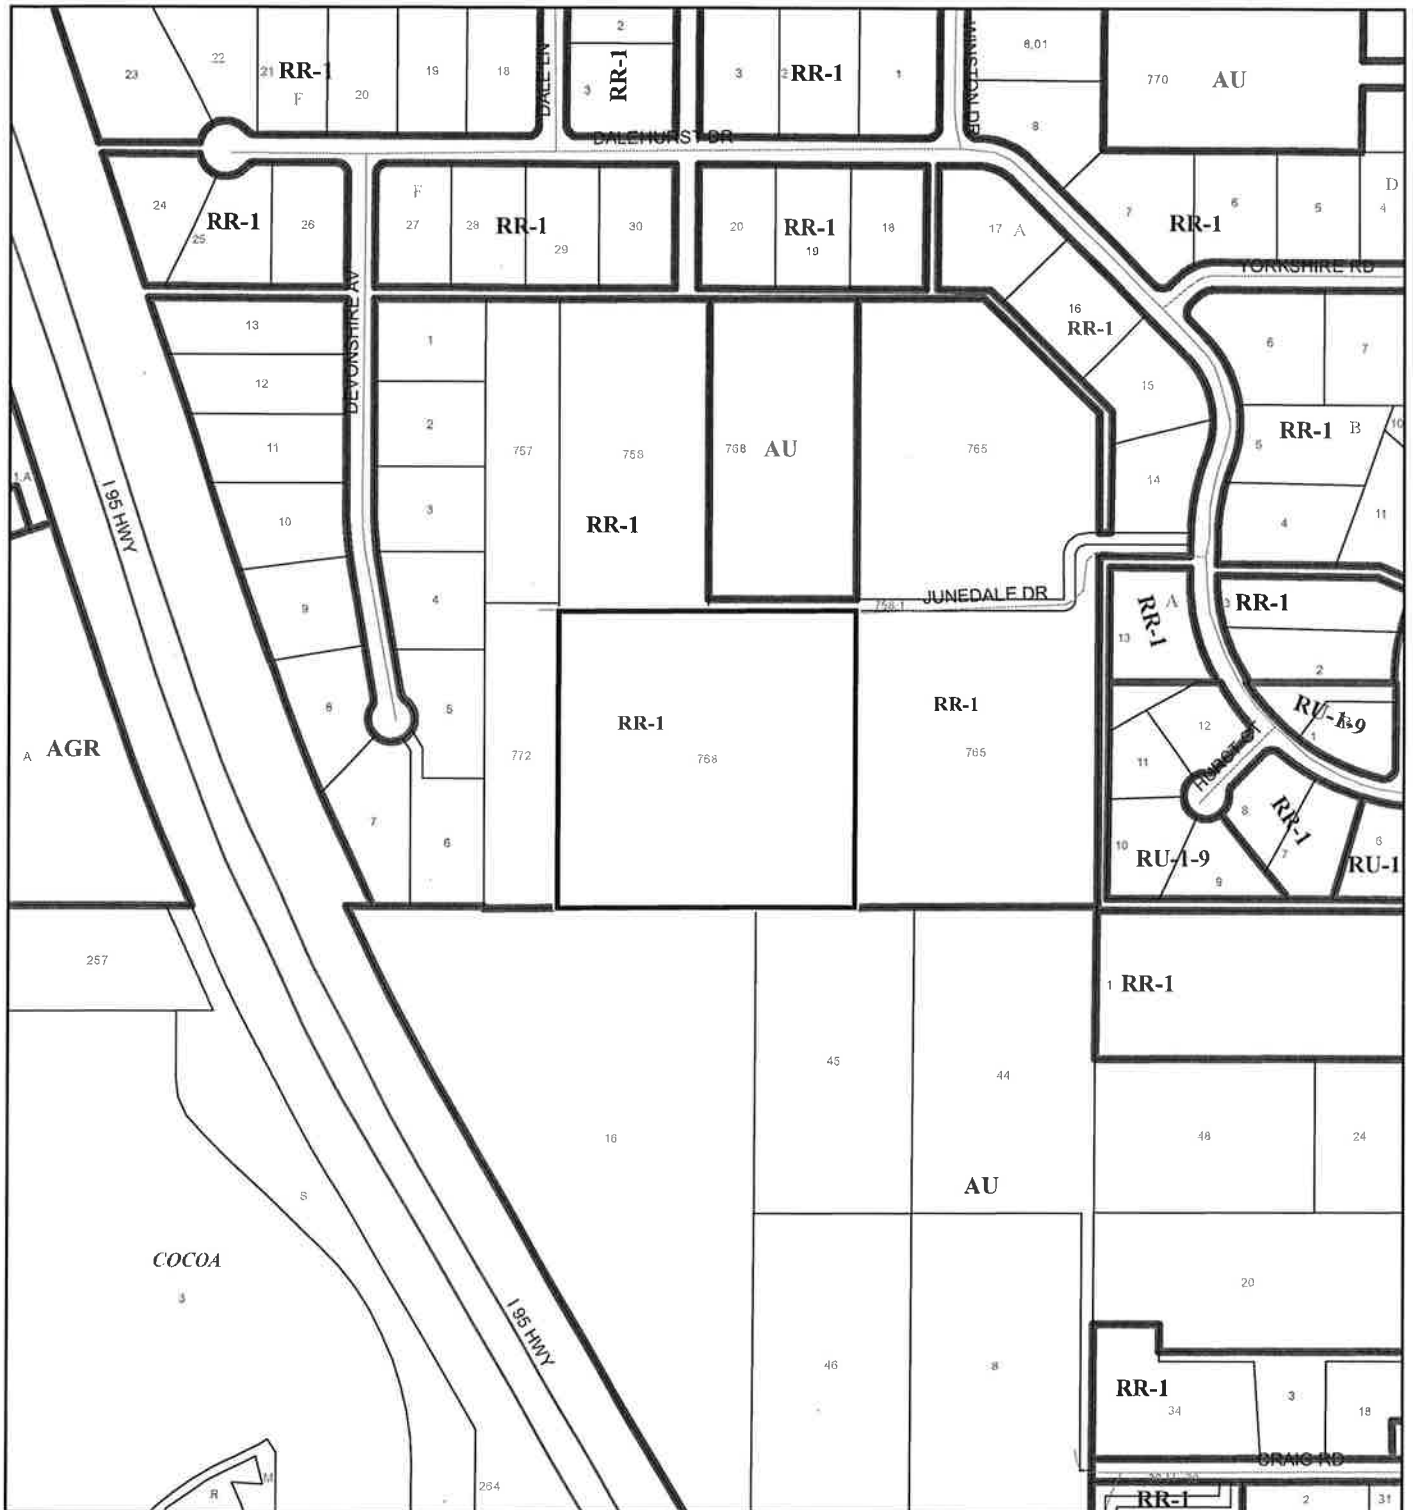 22
23
21 RR-1
F
20
19
18
DALE LN
2
RR-1
3
3
2 RR-1
1
WINSTON DR
8.01
8
770
AU
DALEHURST DR
24
RR-1
25
26
F
27
28
RR-1
29
30
20
RR-1
19
18
17 A
7
RR-1
6
5
D
4
YORKSHIRE RD
DEVONSHIRE AV
13
12
11
10
9
8
7
1
2
3
4
5
6
757
RR-1
768
AU
765
16
RR-1
15
14
6
7
RR-1 B
5
10
4
11
I 95 HWY
JUNEDALE DR
RR-1
A
13
RR-1
3
2
AGR
A
772
RR-1
768
RR-1
765
12
11
10
RU-1-9
9
HURST CT
RU-1-9
1
8
RR-1
7
6
RU-1
257
16
45
44
1 RR-1
48
24
AU
S
COCOA
3
I 95 HWY
46
8
20
RR-1
34
3
18
CRAIG RD
R
M
264
RR-1
2
31